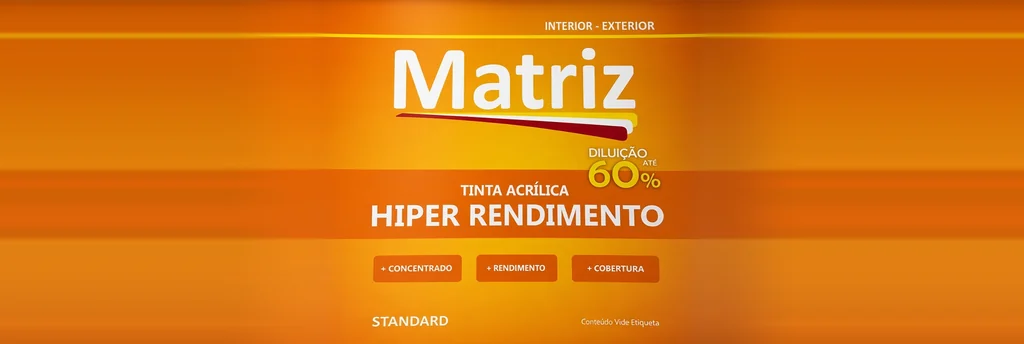 INTERIOR - EXTERIOR
Matriz
DILUIÇÃO
ATÉ
60%
TINTA ACRÍLICA
HIPER RENDIMENTO
+ CONCENTRADO
+ RENDIMENTO
+ COBERTURA
STANDARD
Conteúdo Vide Etiqueta